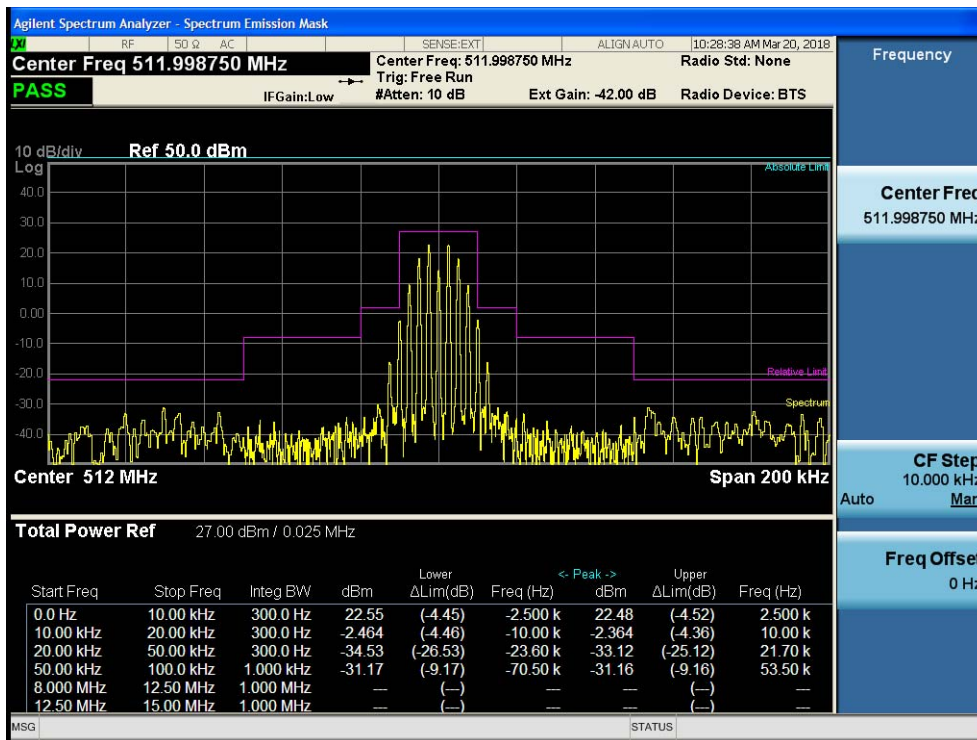 Agilent Spectrum Analyzer - Spectrum Emission Mask
LXI RF 50 Ω AC SENSE:EXT ALIGN AUTO 10:28:38 AM Mar 20, 2018
Center Freq 511.998750 MHz Center Freq: 511.998750 MHz Radio Std: None
Trig: Free Run
PASS IFGain:Low #Atten: 10 dB Ext Gain: -42.00 dB Radio Device: BTS
10 dB/div Ref 50.0 dBm
Log
Absolute Limit
40.0
30.0
20.0
10.0
0.00
-10.0
-20.0
Relative Limit
-30.0
Spectrum
-40.0
Center 512 MHz Span 200 kHz
Total Power Ref 27.00 dBm / 0.025 MHz
Lower <- Peak -> Upper
Start Freq Stop Freq Integ BW dBm ΔLim(dB) Freq (Hz) dBm ΔLim(dB) Freq (Hz)
0.0 Hz 10.00 kHz 300.0 Hz 22.55 (-4.45) -2.500 k 22.48 (-4.52) 2.500 k
10.00 kHz 20.00 kHz 300.0 Hz -2.464 (-4.46) -10.00 k -2.364 (-4.36) 10.00 k
20.00 kHz 50.00 kHz 300.0 Hz -34.53 (-26.53) -23.60 k -33.12 (-25.12) 21.70 k
50.00 kHz 100.0 kHz 1.000 kHz -31.17 (-9.17) -70.50 k -31.16 (-9.16) 53.50 k
8.000 MHz 12.50 MHz 1.000 MHz --- (---) --- --- (---) ---
12.50 MHz 15.00 MHz 1.000 MHz --- (---) --- --- (---) ---
MSG STATUS
Frequency
Center Freq
511.998750 MHz
CF Step
10.000 kHz
Auto Man
Freq Offset
0 Hz